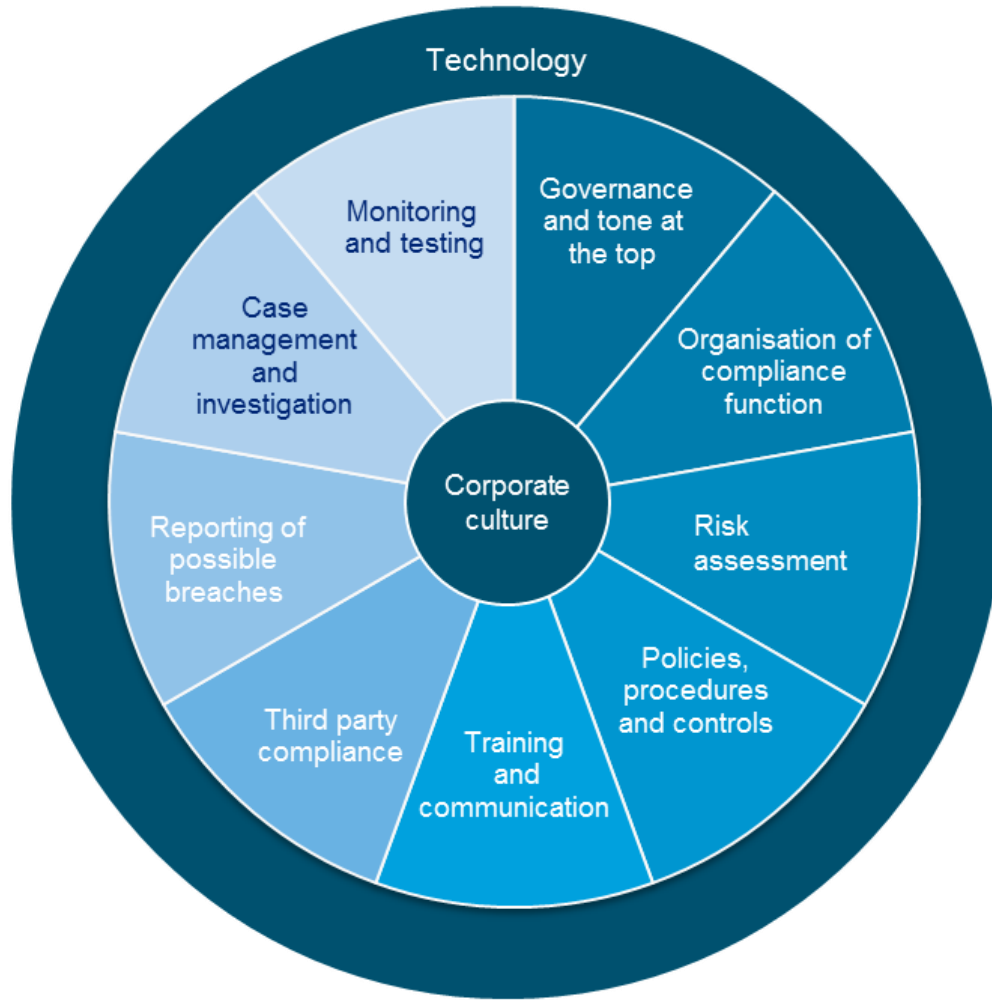 Technology
Governance
and tone at
the top
Organisation of
compliance
function
Risk
assessment
Policies,
procedures
and controls
Training
and
communication
Third party
compliance
Reporting of
possible
breaches
Case
management
and
investigation
Monitoring
and testing
Corporate
culture